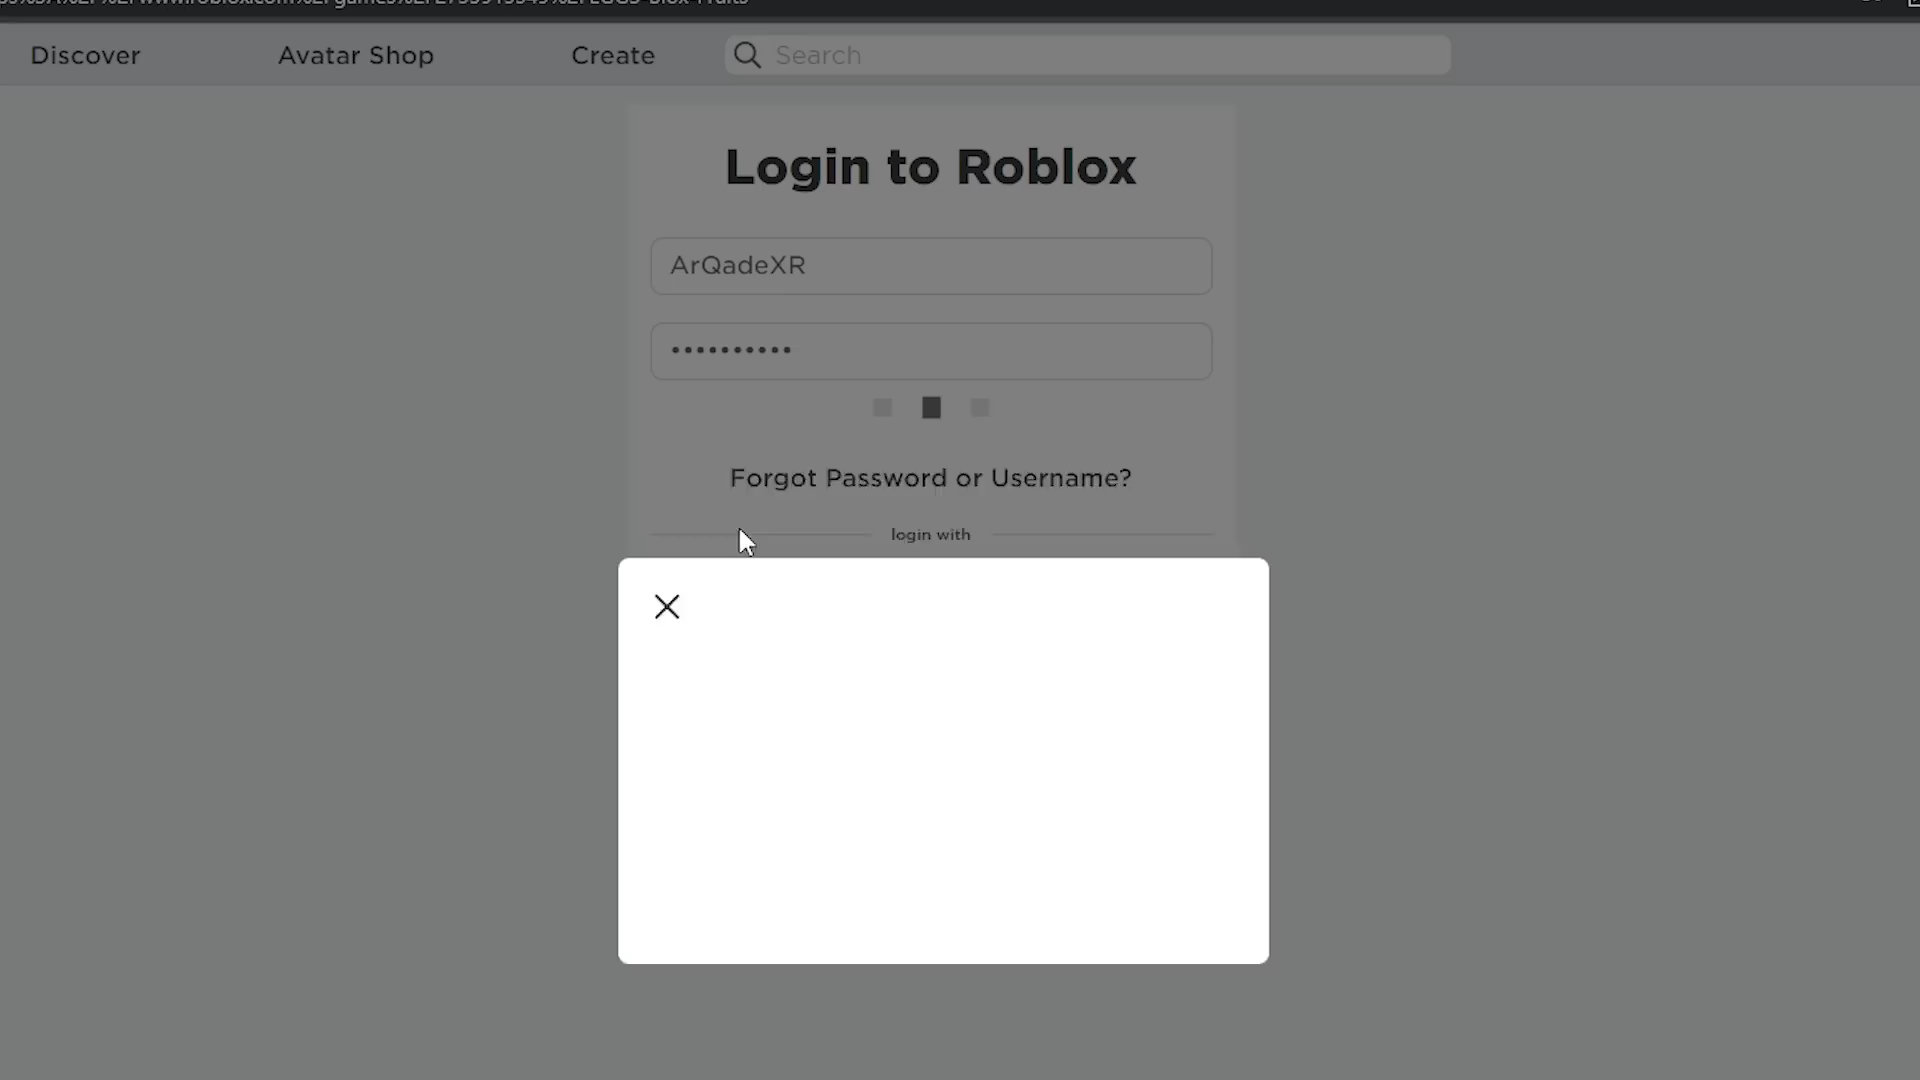 Discover Avatar Shop Create Search
Login to Roblox
ArQadeXR
••••••••••
Forgot Password or Username?
login with